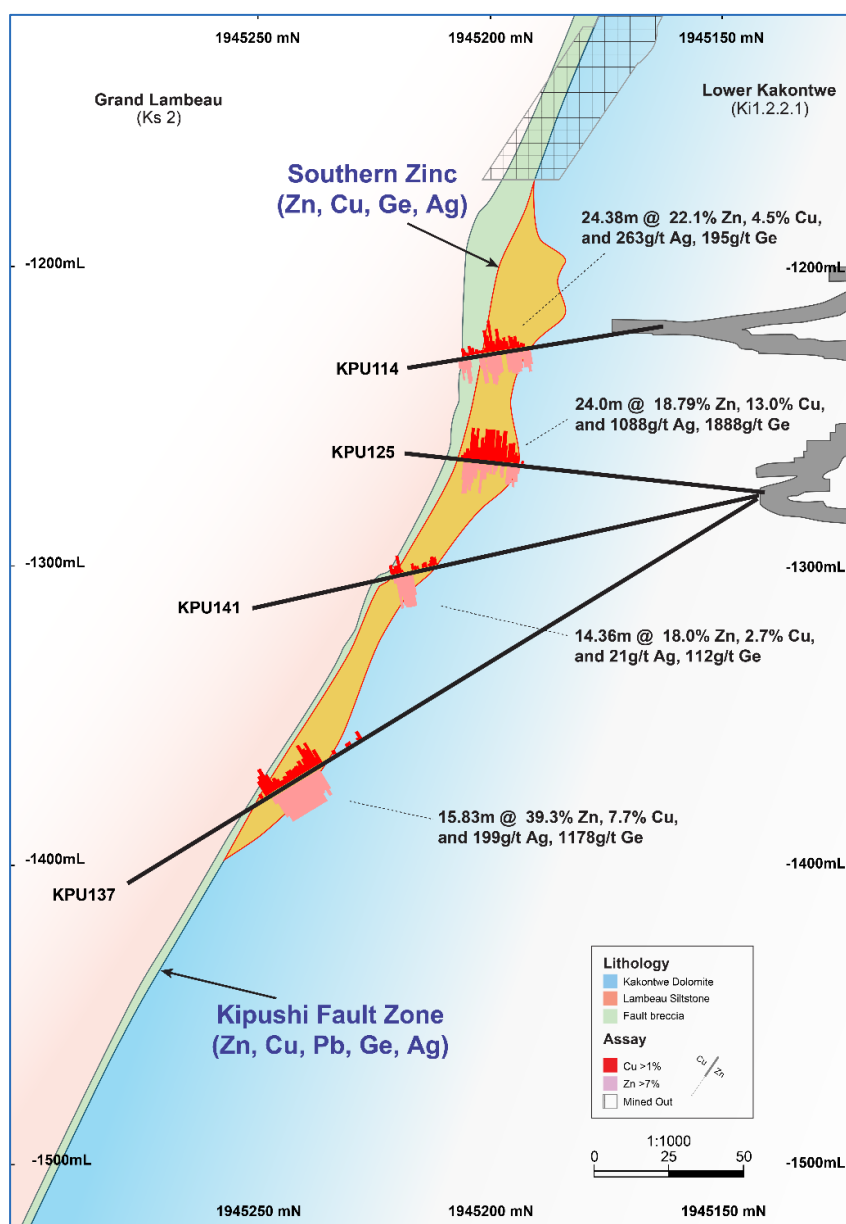 1945250 mN
1945200 mN
1945150 mN
Grand Lambeau
(Ks 2)
Lower Kakontwe
(Ki1.2.2.1)
Southern Zinc
(Zn, Cu, Ge, Ag)
24.38m @ 22.1% Zn, 4.5% Cu,
and 263g/t Ag, 195g/t Ge
-1200mL
-1200mL
KPU114
24.0m @ 18.79% Zn, 13.0% Cu,
and 1088g/t Ag, 1888g/t Ge
KPU125
-1300mL
-1300mL
KPU141
14.36m @ 18.0% Zn, 2.7% Cu,
and 21g/t Ag, 112g/t Ge
15.83m @ 39.3% Zn, 7.7% Cu,
and 199g/t Ag, 1178g/t Ge
-1400mL
-1400mL
KPU137
Kipushi Fault Zone
(Zn, Cu, Pb, Ge, Ag)
Lithology
Kakontwe Dolomite
Lambeau Siltstone
Fault breccia
Assay
Cu >1%
Zn >7%
Mined Out
Cu
Zn
1:1000
0 25 50
-1500mL
-1500mL
1945250 mN
1945200 mN
1945150 mN